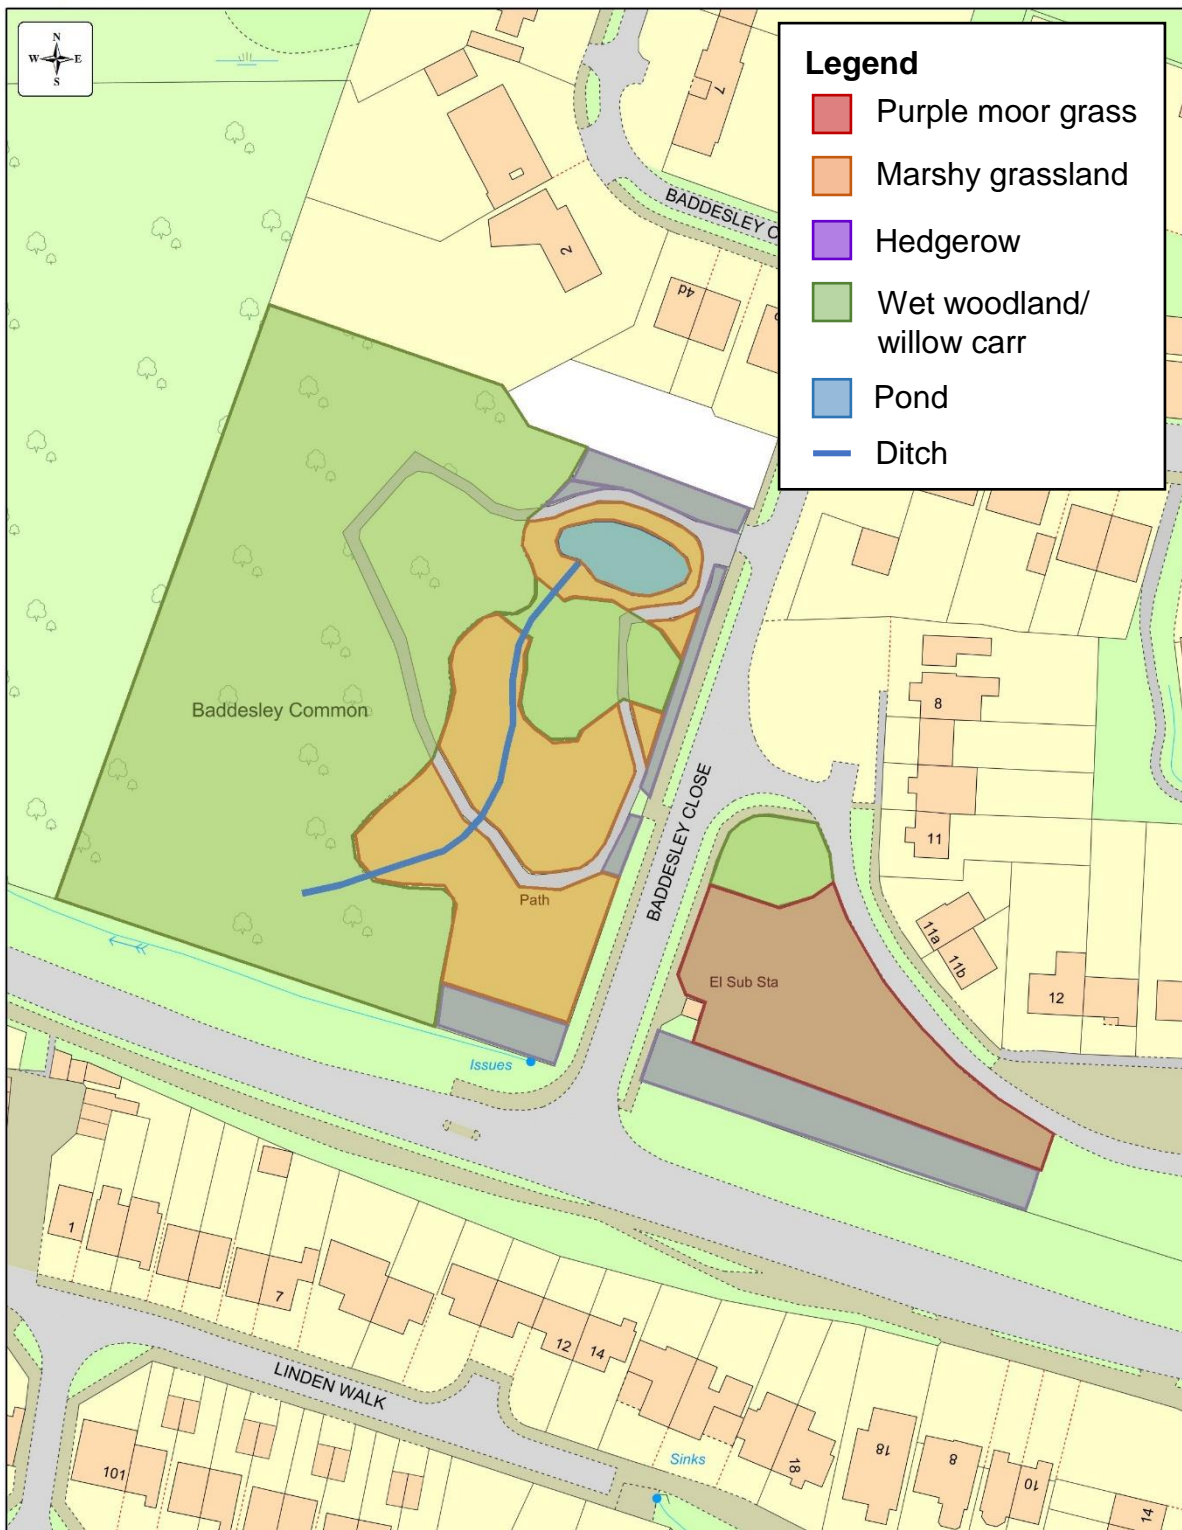 N
W E
S
Legend
Purple moor grass
Marshy grassland
Hedgerow
Wet woodland/
willow carr
Pond
Ditch
7
BADDESLEY C
2
4d
Baddesley Common
8
11
BADDESLEY CLOSE
Path
11a
11b
12
El Sub Sta
Issues
1
7
12
14
LINDEN WALK
Sinks
101
18
18
8
10
14